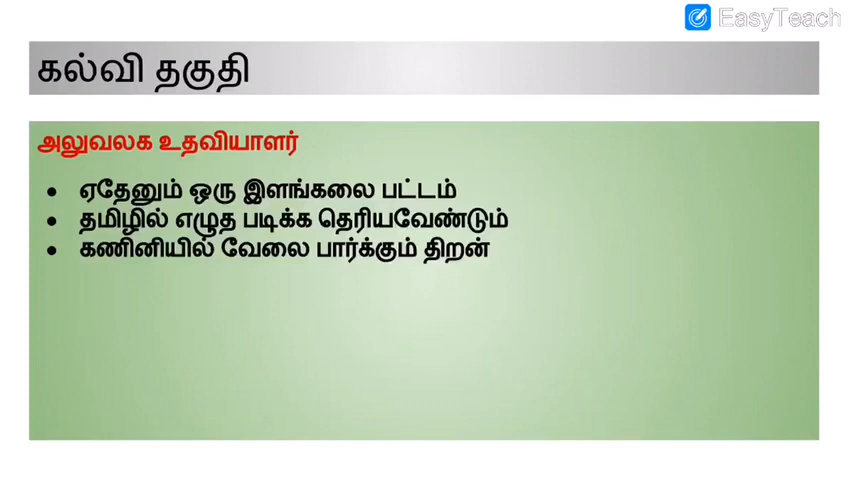 EasyTeach
கல்வி தகுதி
அலுவலக உதவியாளர்
• ஏதேனும் ஒரு இளங்கலை பட்டம்
• தமிழில் எழுத படிக்க தெரியவேண்டும்
• கணினியில் வேலை பார்க்கும் திறன்